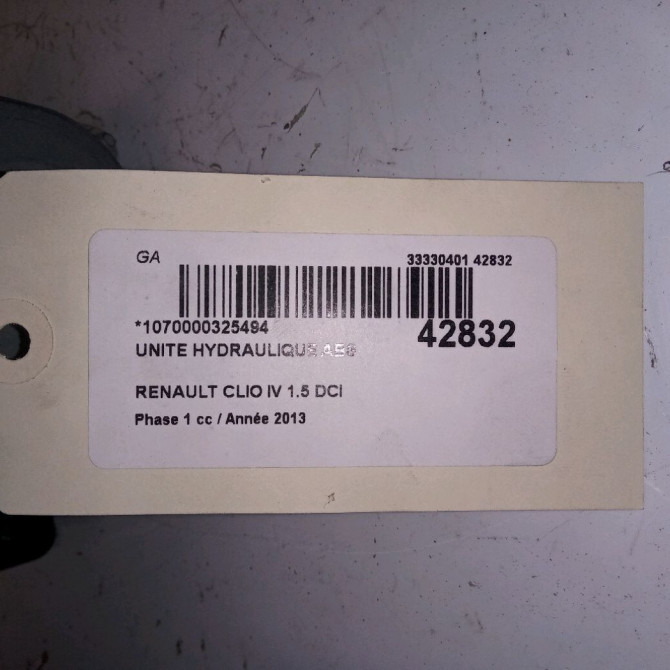 GA
33330401 42832
*1070000325494
42832
UNITE HYDRAULIQUE ABS
RENAULT CLIO IV 1.5 DCI
Phase 1 cc / Année 2013